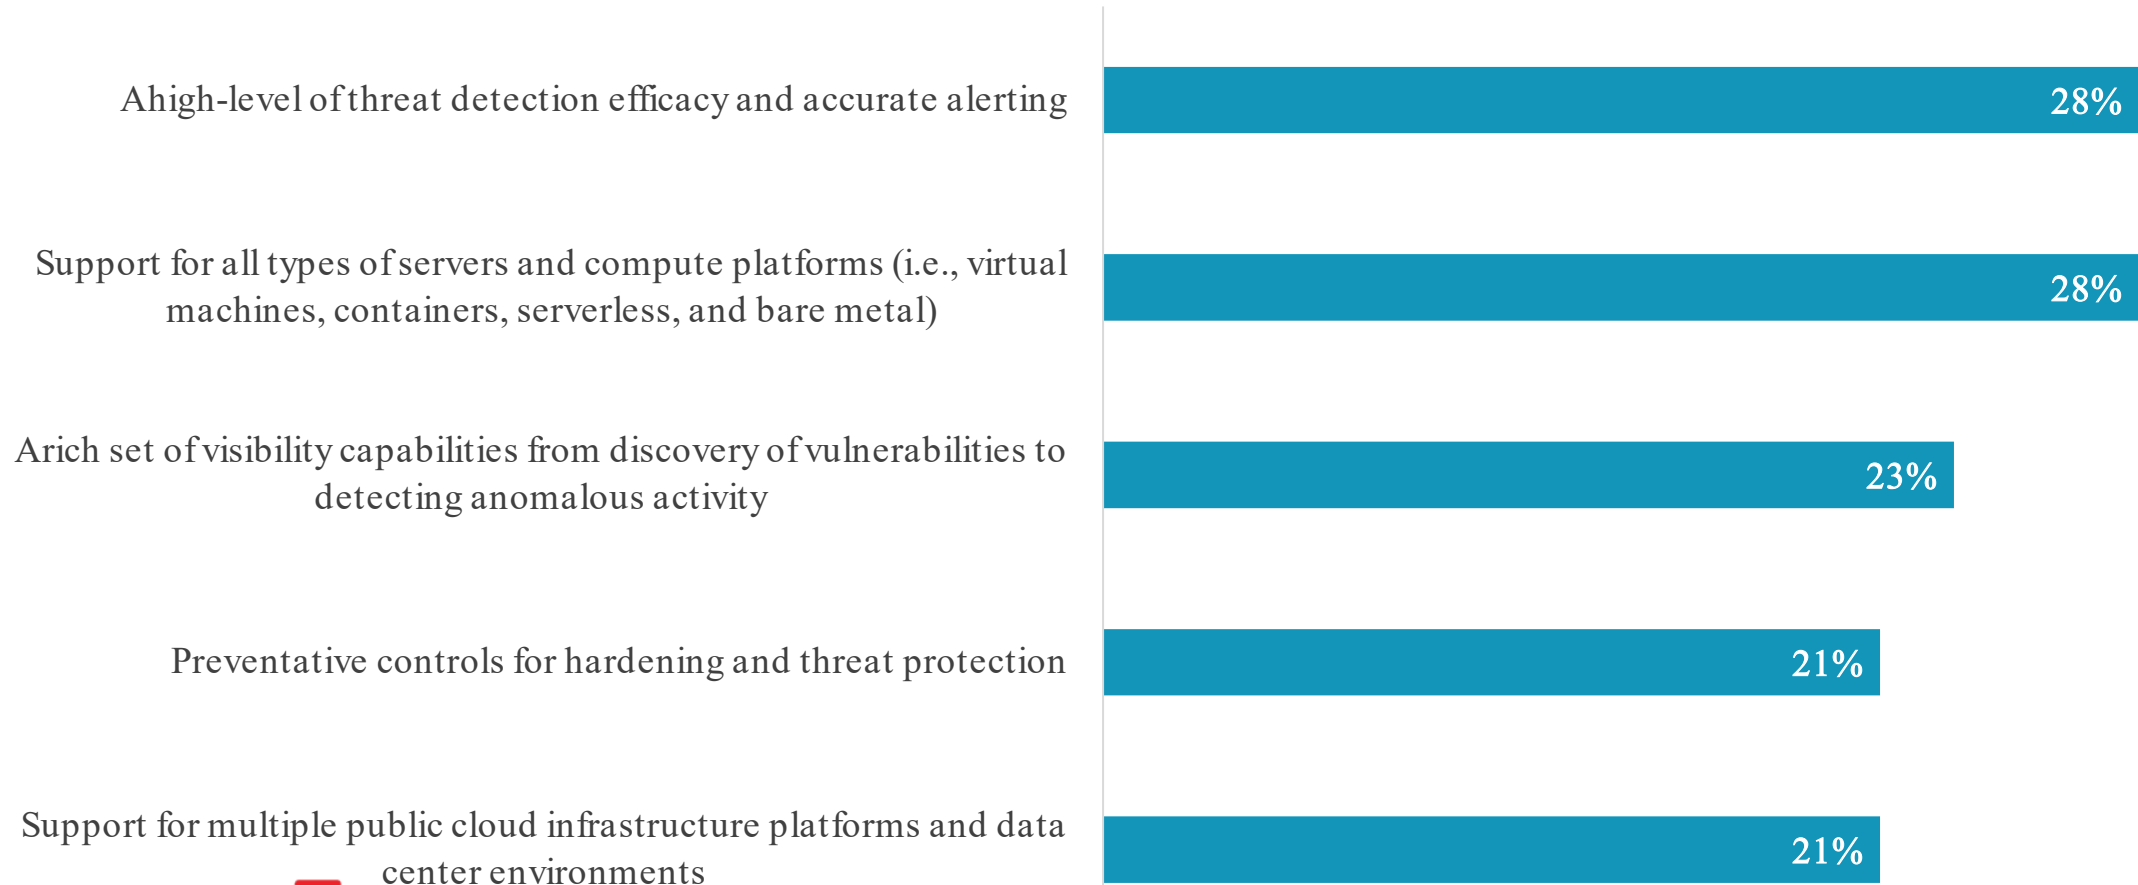 Ahigh-level of threat detection efficacy and accurate alerting
28%
Support for all types of servers and compute platforms (i.e., virtual
machines, containers, serverless, and bare metal)
28%
Arich set of visibility capabilities from discovery of vulnerabilities to
detecting anomalous activity
23%
Preventative controls for hardening and threat protection
21%
Support for multiple public cloud infrastructure platforms and data
center environments
21%